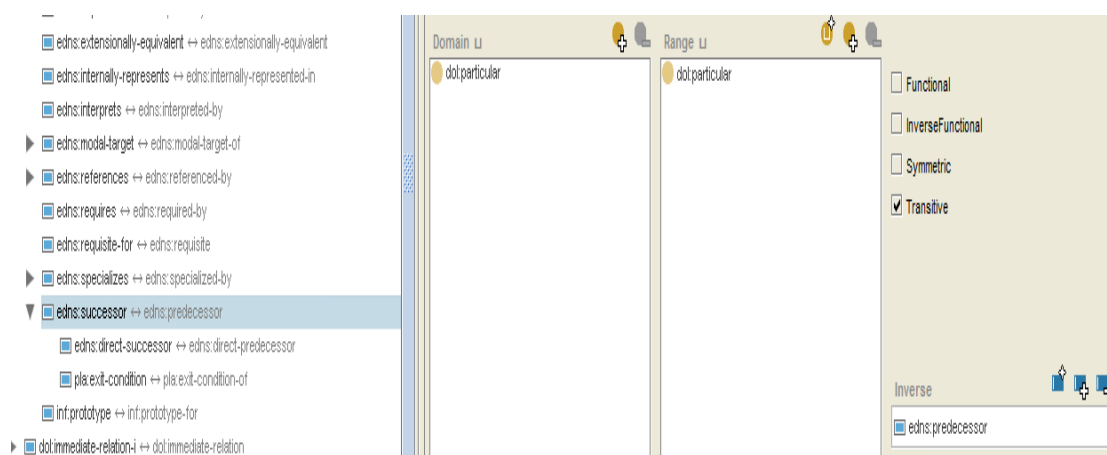 edns:extensionally-equivalent ↔ edns:extensionally-equivalent
edns:internally-represents ↔ edns:internally-represented-in
edns:interprets ↔ edns:interpreted-by
edns:modal-target ↔ edns:modal-target-of
edns:references ↔ edns:referenced-by
edns:requires ↔ edns:required-by
edns:requisite-for ↔ edns:requisite
edns:specializes ↔ edns:specialized-by
edns:successor ↔ edns:predecessor
edns:direct-successor ↔ edns:direct-predecessor
pla:exit-condition ↔ pla:exit-condition-of
inf:prototype ↔ inf:prototype-for
dol:immediate-relation-i ↔ dol:immediate-relation
Domain ⊔
dol:particular
Range ⊔
dol:particular
Functional
InverseFunctional
Symmetric
Transitive
Inverse
edns:predecessor